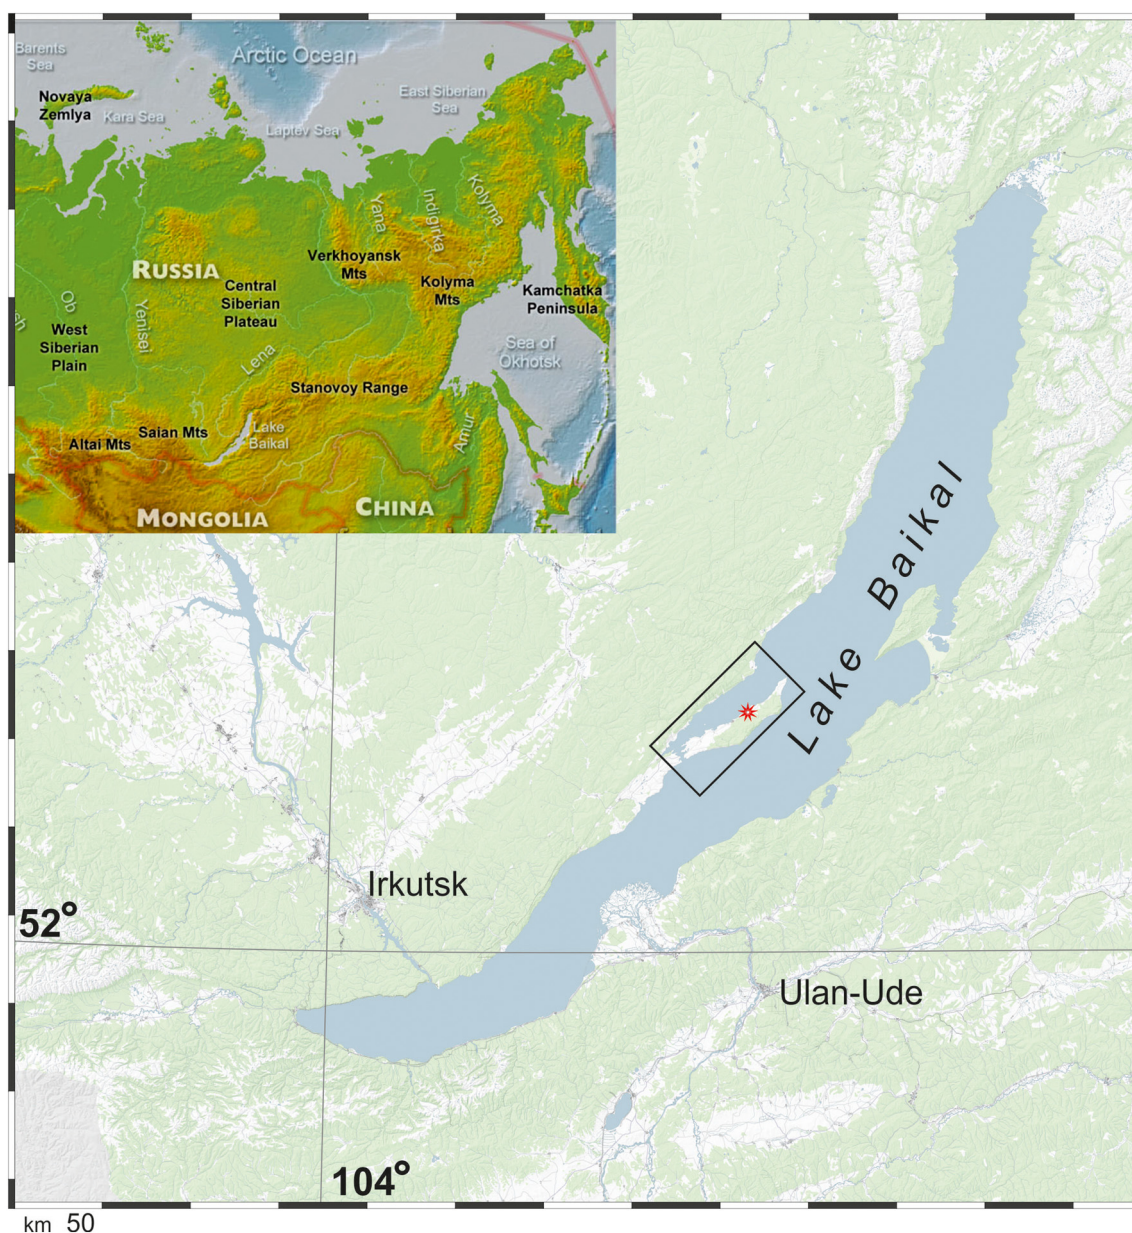 Barents
Sea
Arctic Ocean
Novaya
Zemlya
Kara Sea
East Siberian
Sea
Laptev Sea
Yana
Indigirka
Kolyma
RUSSIA
Verkhoyansk
Mts
Central
Siberian
Plateau
Kolyma
Mts
Kamchatka
Peninsula
Ob
sh
Yenisei
West
Siberian
Plain
Lena
Sea of
Okhotsk
Stanovoy Range
Altai Mts
Saian Mts
Lake
Baikal
Amur
MONGOLIA
CHINA
Lake Baikal
Irkutsk
52°
Ulan-Ude
104°
km 50